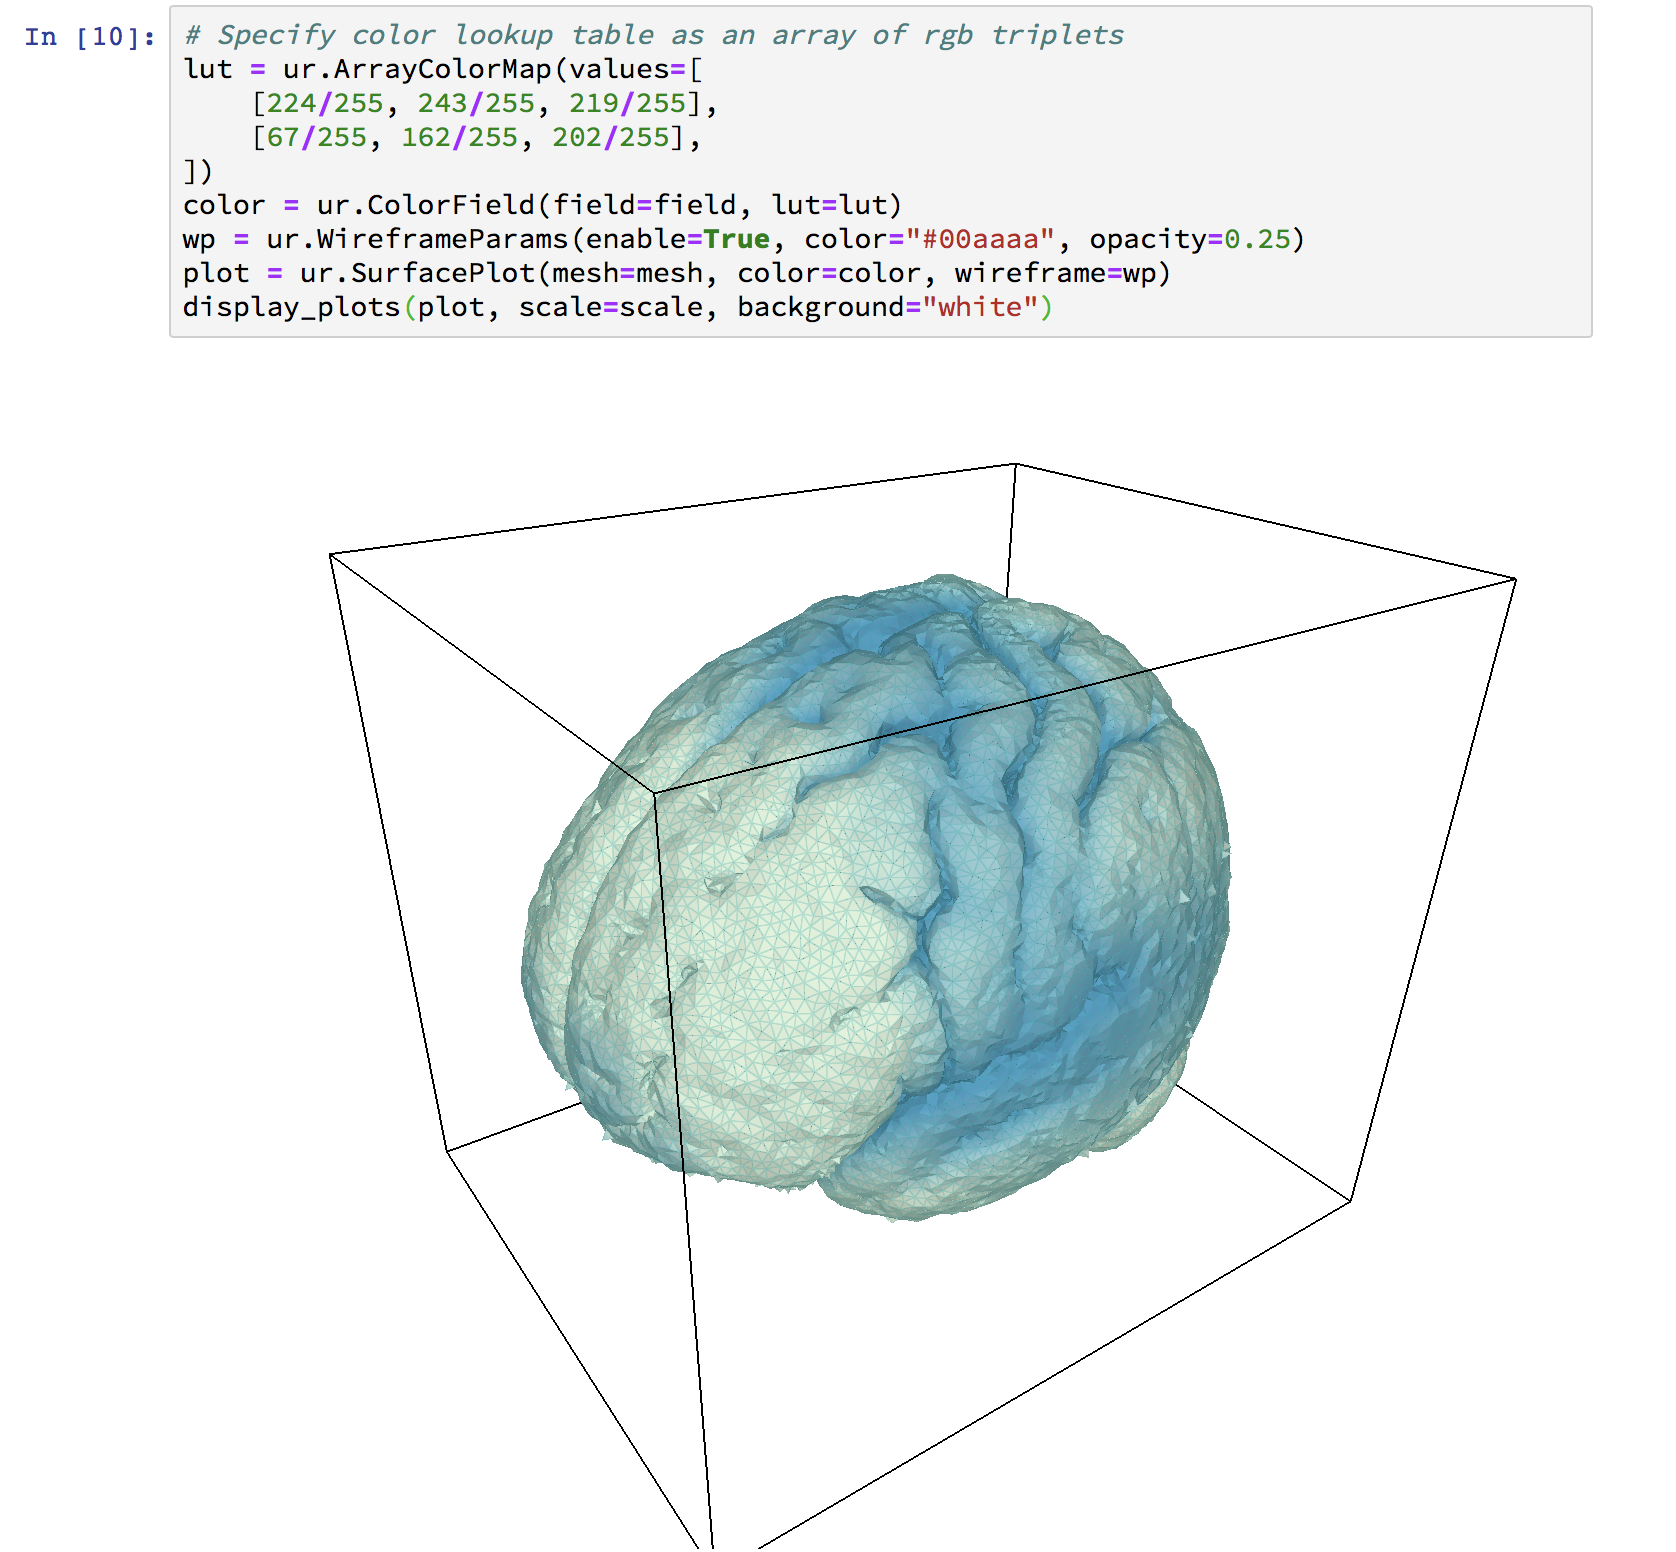 In [10]:
# Specify color lookup table as an array of rgb triplets
lut = ur.ArrayColorMap(values=[
    [224/255, 243/255, 219/255],
    [67/255, 162/255, 202/255],
])
color = ur.ColorField(field=field, lut=lut)
wp = ur.WireframeParams(enable=True, color="#00aaaa", opacity=0.25)
plot = ur.SurfacePlot(mesh=mesh, color=color, wireframe=wp)
display_plots(plot, scale=scale, background="white")